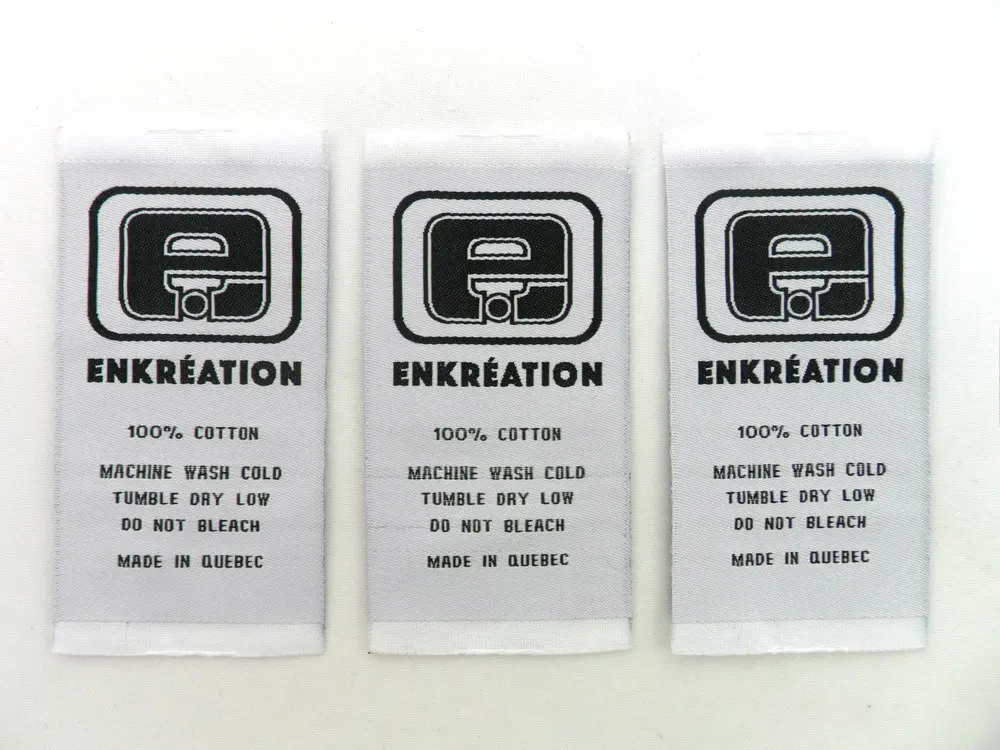 e
ENKRÉATION
100% COTTON
MACHINE WASH COLD
TUMBLE DRY LOW
DO NOT BLEACH
MADE IN QUEBEC
e
ENKRÉATION
100% COTTON
MACHINE WASH COLD
TUMBLE DRY LOW
DO NOT BLEACH
MADE IN QUEBEC
e
ENKRÉATION
100% COTTON
MACHINE WASH COLD
TUMBLE DRY LOW
DO NOT BLEACH
MADE IN QUEBEC